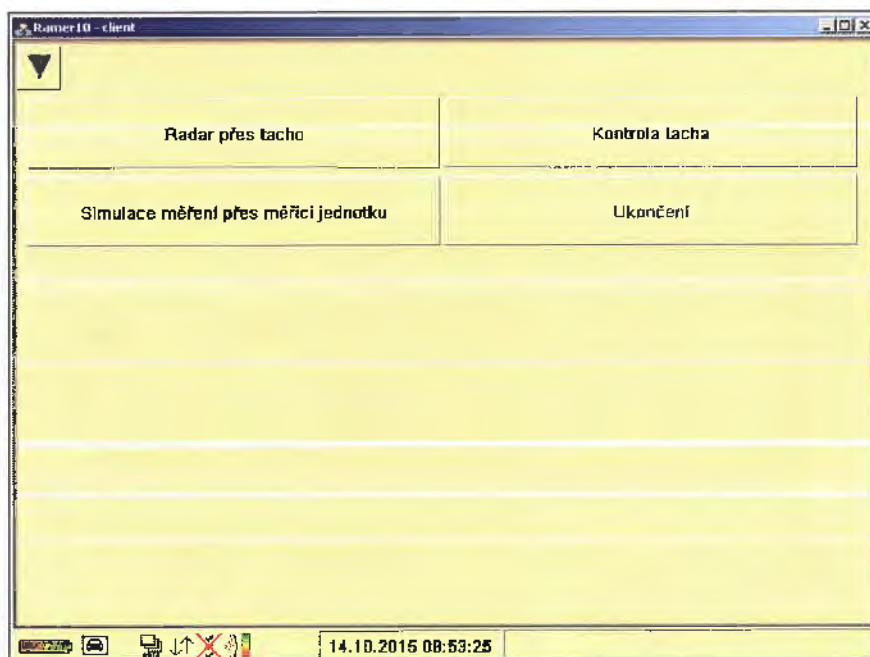 Ramer10 - client
Radar přes tacho
Kontrola tacha
Simulace měření přes měřicí jednotku
Ukončení
14.10.2015 08:53:25